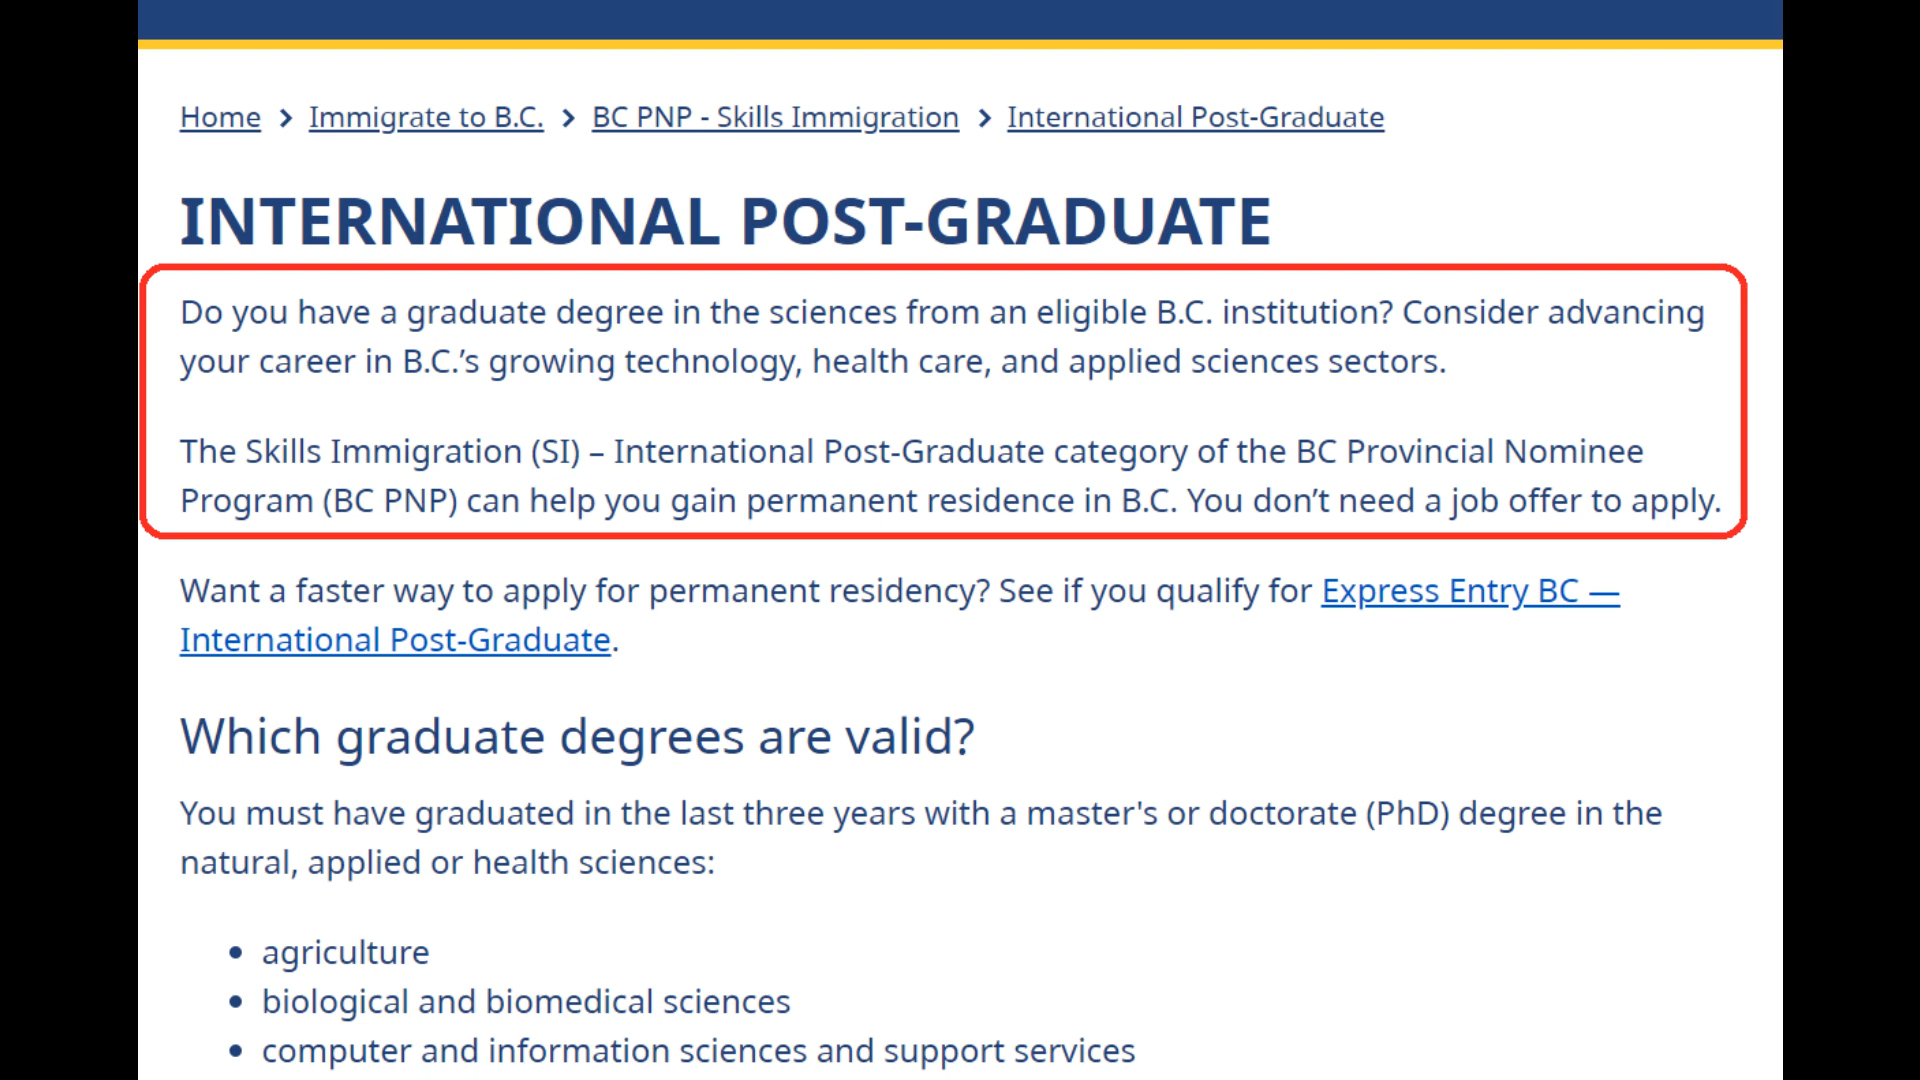 Home > Immigrate to B.C. > BC PNP - Skills Immigration > International Post-Graduate
INTERNATIONAL POST-GRADUATE
Do you have a graduate degree in the sciences from an eligible B.C. institution? Consider advancing
your career in B.C.’s growing technology, health care, and applied sciences sectors.
The Skills Immigration (SI) – International Post-Graduate category of the BC Provincial Nominee
Program (BC PNP) can help you gain permanent residence in B.C. You don’t need a job offer to apply.
Want a faster way to apply for permanent residency? See if you qualify for Express Entry BC —
International Post-Graduate.
Which graduate degrees are valid?
You must have graduated in the last three years with a master's or doctorate (PhD) degree in the
natural, applied or health sciences:
• agriculture
• biological and biomedical sciences
• computer and information sciences and support services